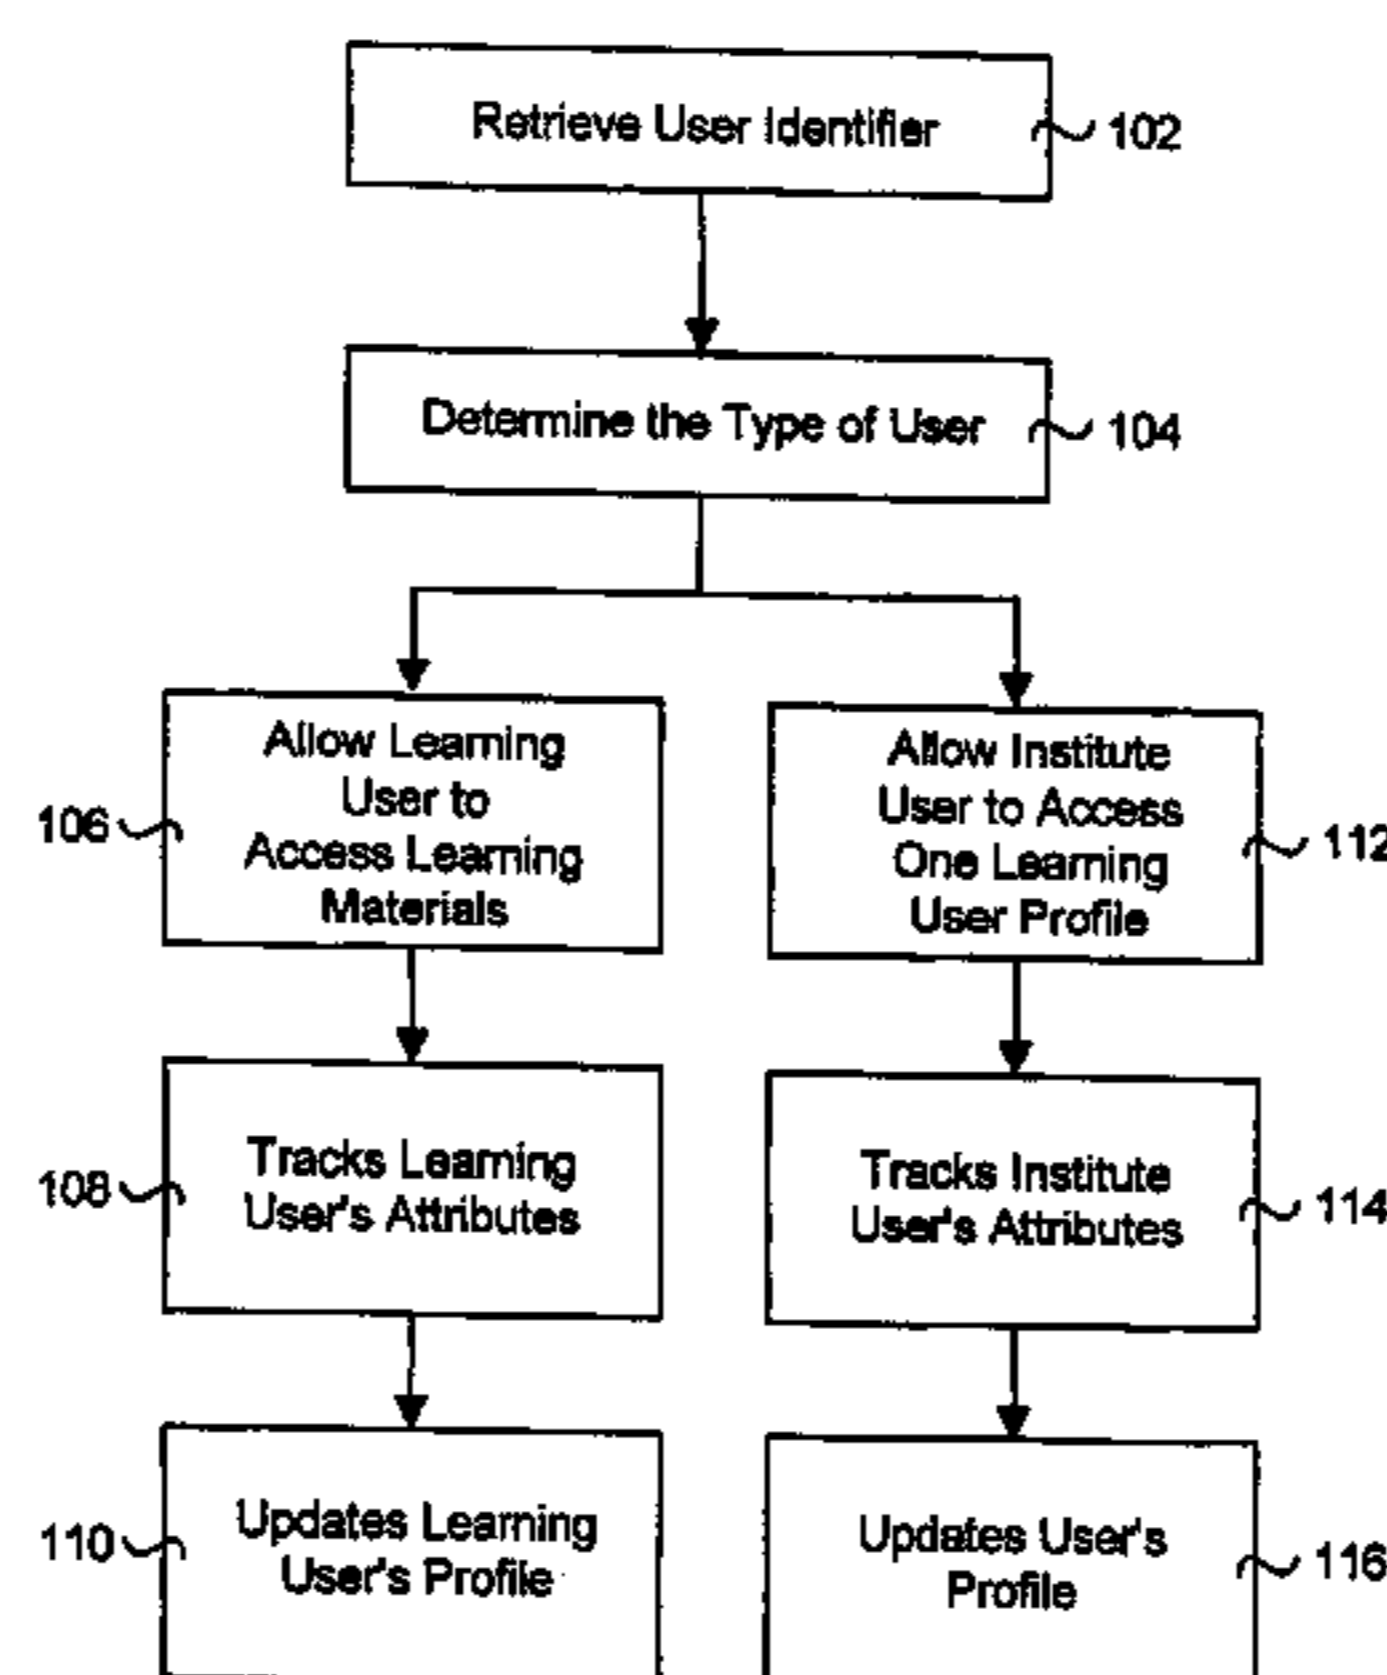 Retrieve User Identifier
102
Determine the Type of User
104
Allow Learning
User to
Access Learning
Materials
106
Allow Institute
User to Access
One Learning
User Profile
112
Tracks Learning
User's Attributes
108
Tracks Institute
User's Attributes
114
Updates Learning
User's Profile
110
Updates User's
Profile
116